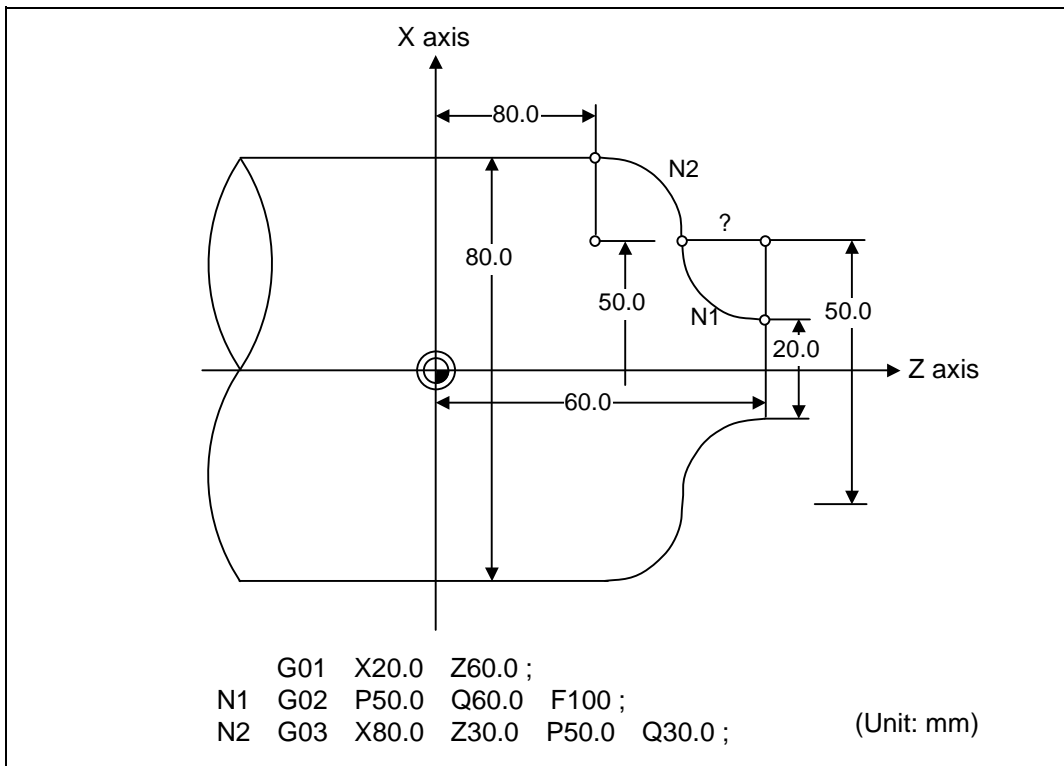 X axis
80.0
N2
?
80.0
50.0
N1
50.0
20.0
Z axis
60.0
G01 X20.0 Z60.0 ;
N1 G02 P50.0 Q60.0 F100 ;
N2 G03 X80.0 Z30.0 P50.0 Q30.0 ;
(Unit: mm)